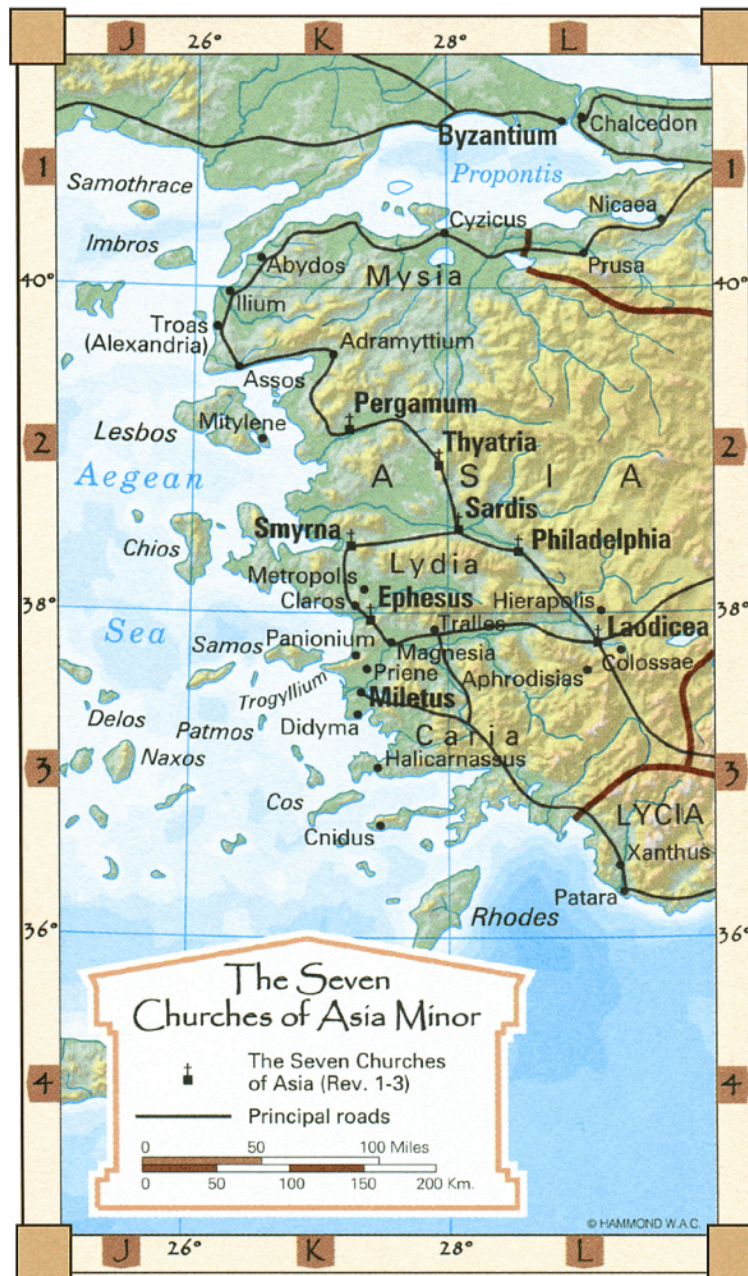 J 26° K 28° L
Byzantium
Chalcedon
1 1
Propontis
Samothrace
Nicaea
Cyzicus
Imbros
Abydos
Prusa
Mysia
40° 40°
Ilium
Troas
(Alexandria)
Adramyttium
Assos
Pergamum
Mitylene
Lesbos
2 2
Thyatria
Aegean
A S I A
Sardis
Smyrna
Philadelphia
Chios
Lydia
Metropolis
Hierapolis
Claros
Ephesus
38° 38°
Tralles
Laodicea
Sea
Samos
Panionium
Magnesia
Colossae
Priene
Aphrodisias
Trogyllium
Miletus
Delos
Patmos
Didyma
Caria
Naxos
Halicarnassus
3 3
Cos
LYCIA
Cnidus
Xanthus
Patara
Rhodes
36° 36°
The Seven
Churches of Asia Minor
The Seven Churches
of Asia (Rev. 1-3)
4 4
Principal roads
0 50 100 Miles
0 50 100 150 200 Km.
© HAMMOND W.A.C.
J 26° K 28° L